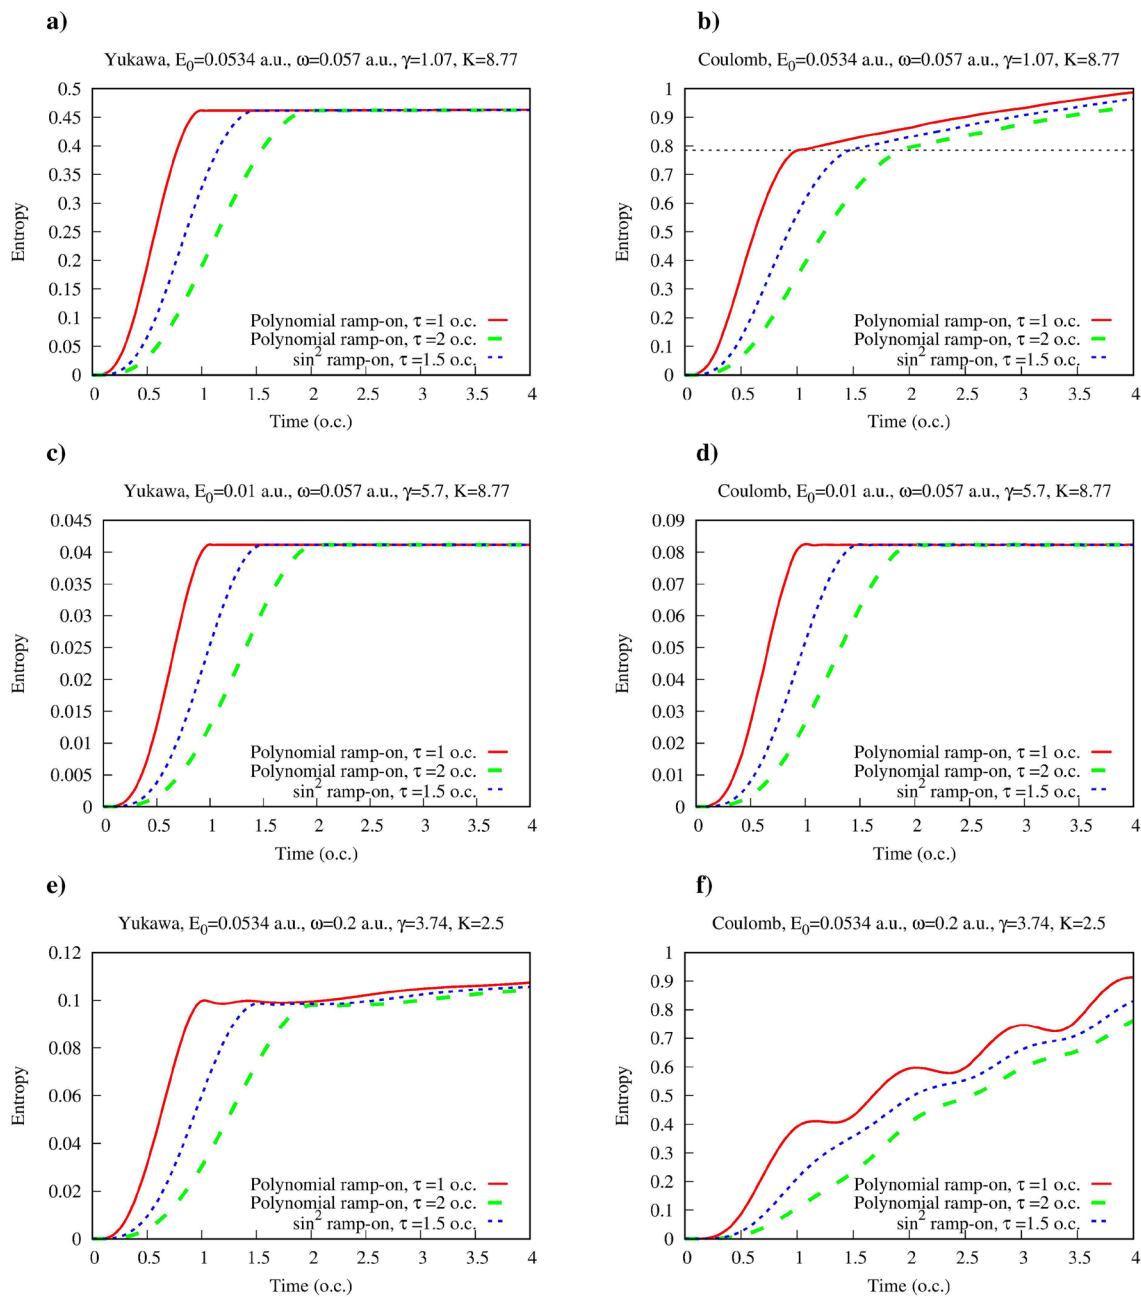 a)
Yukawa, E0=0.0534 a.u., ω=0.057 a.u., γ=1.07, K=8.77
0.5
0.45
0.4
0.35
0.3
0.25
0.2
0.15
0.1
0.05
0
Entropy
Polynomial ramp-on, τ =1 o.c.
Polynomial ramp-on, τ =2 o.c.
sin² ramp-on, τ =1.5 o.c.
0 0.5 1 1.5 2 2.5 3 3.5 4
Time (o.c.)
b)
Coulomb, E0=0.0534 a.u., ω=0.057 a.u., γ=1.07, K=8.77
1
0.9
0.8
0.7
0.6
0.5
0.4
0.3
0.2
0.1
0
Entropy
Polynomial ramp-on, τ =1 o.c.
Polynomial ramp-on, τ =2 o.c.
sin² ramp-on, τ =1.5 o.c.
0 0.5 1 1.5 2 2.5 3 3.5 4
Time (o.c.)
c)
Yukawa, E0=0.01 a.u., ω=0.057 a.u., γ=5.7, K=8.77
0.045
0.04
0.035
0.03
0.025
0.02
0.015
0.01
0.005
0
Entropy
Polynomial ramp-on, τ =1 o.c.
Polynomial ramp-on, τ =2 o.c.
sin² ramp-on, τ =1.5 o.c.
0 0.5 1 1.5 2 2.5 3 3.5 4
Time (o.c.)
d)
Coulomb, E0=0.01 a.u., ω=0.057 a.u., γ=5.7, K=8.77
0.09
0.08
0.07
0.06
0.05
0.04
0.03
0.02
0.01
0
Entropy
Polynomial ramp-on, τ =1 o.c.
Polynomial ramp-on, τ =2 o.c.
sin² ramp-on, τ =1.5 o.c.
0 0.5 1 1.5 2 2.5 3 3.5 4
Time (o.c.)
e)
Yukawa, E0=0.0534 a.u., ω=0.2 a.u., γ=3.74, K=2.5
0.12
0.1
0.08
0.06
0.04
0.02
0
Entropy
Polynomial ramp-on, τ =1 o.c.
Polynomial ramp-on, τ =2 o.c.
sin² ramp-on, τ =1.5 o.c.
0 0.5 1 1.5 2 2.5 3 3.5 4
Time (o.c.)
f)
Coulomb, E0=0.0534 a.u., ω=0.2 a.u., γ=3.74, K=2.5
1
0.9
0.8
0.7
0.6
0.5
0.4
0.3
0.2
0.1
0
Entropy
Polynomial ramp-on, τ =1 o.c.
Polynomial ramp-on, τ =2 o.c.
sin² ramp-on, τ =1.5 o.c.
0 0.5 1 1.5 2 2.5 3 3.5 4
Time (o.c.)